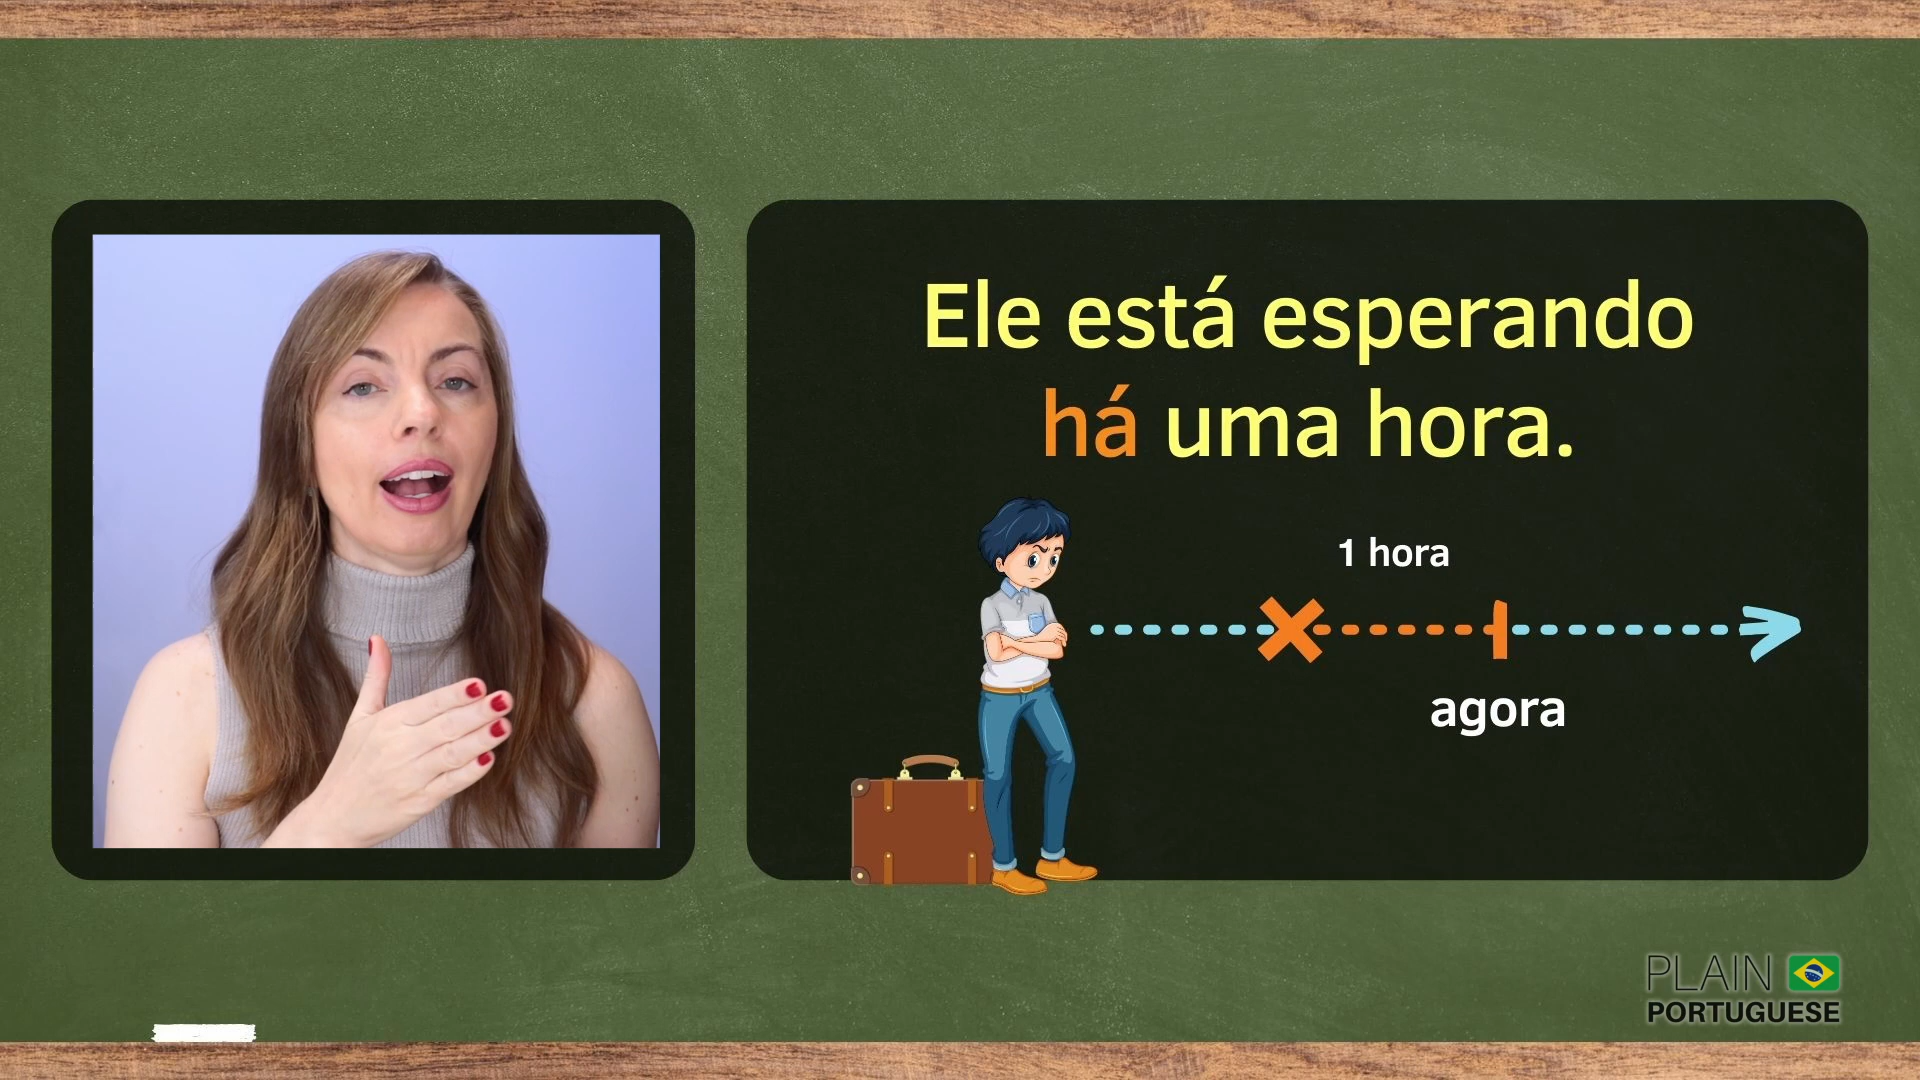 Ele está esperando
há uma hora.
1 hora
agora
PLAIN
PORTUGUESE